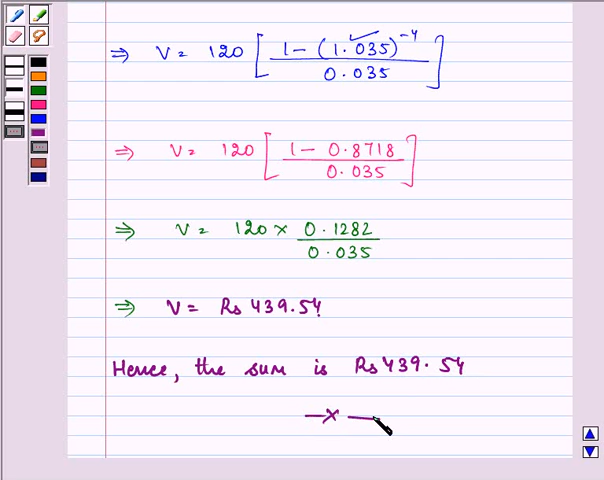 ⇒ V = 120 [ 1 - (1.035)^-4 / 0.035 ]
⇒ V = 120 [ 1 - 0.8718 / 0.035 ]
⇒ V = 120 × 0.1282 / 0.035
⇒ V = Rs 439.54
Hence, the sum is Rs 439.54
—x—